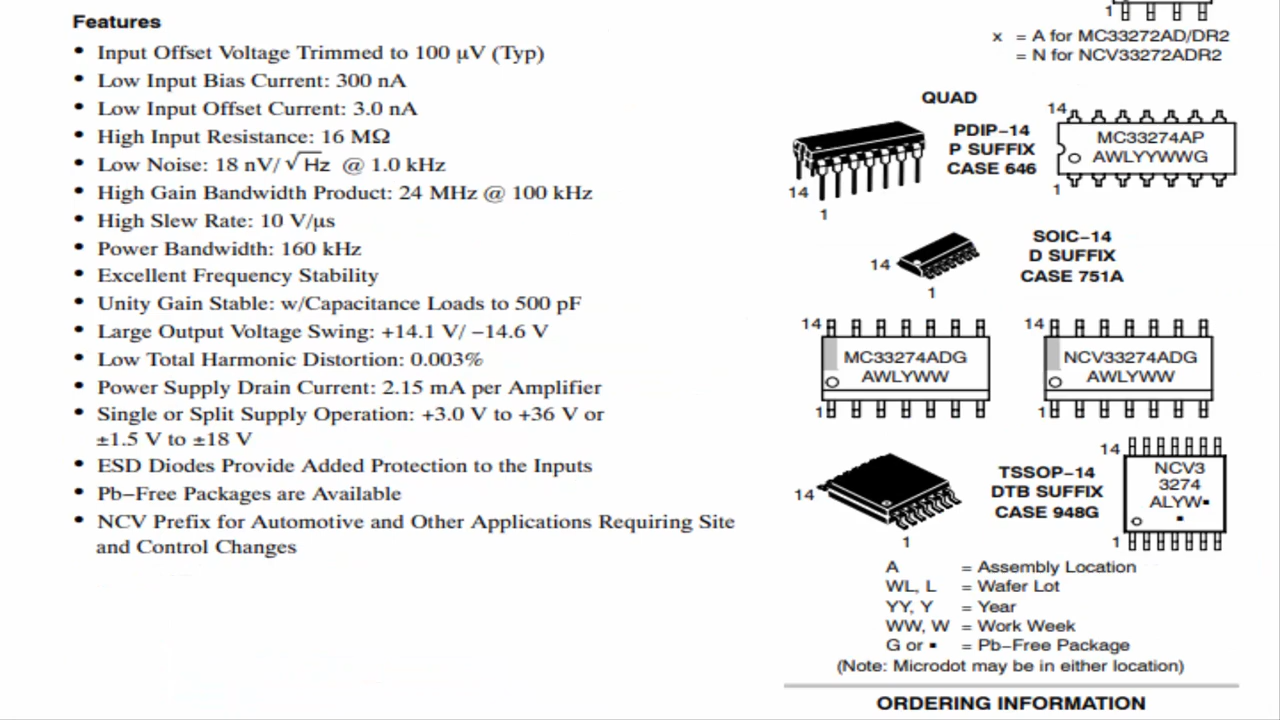 Features
• Input Offset Voltage Trimmed to 100 μV (Typ)
• Low Input Bias Current: 300 nA
• Low Input Offset Current: 3.0 nA
• High Input Resistance: 16 MΩ
• Low Noise: 18 nV/ √Hz @ 1.0 kHz
• High Gain Bandwidth Product: 24 MHz @ 100 kHz
• High Slew Rate: 10 V/μs
• Power Bandwidth: 160 kHz
• Excellent Frequency Stability
• Unity Gain Stable: w/Capacitance Loads to 500 pF
• Large Output Voltage Swing: +14.1 V/ −14.6 V
• Low Total Harmonic Distortion: 0.003%
• Power Supply Drain Current: 2.15 mA per Amplifier
• Single or Split Supply Operation: +3.0 V to +36 V or
±1.5 V to ±18 V
• ESD Diodes Provide Added Protection to the Inputs
• Pb−Free Packages are Available
• NCV Prefix for Automotive and Other Applications Requiring Site
and Control Changes
1
x = A for MC33272AD/DR2
= N for NCV33272ADR2
QUAD
14
1
PDIP−14
P SUFFIX
CASE 646
14
MC33274AP
AWLYYWWG
1
14
1
SOIC−14
D SUFFIX
CASE 751A
14
MC33274ADG
AWLYWW
1
14
NCV33274ADG
AWLYWW
1
14
1
TSSOP−14
DTB SUFFIX
CASE 948G
14
NCV3
3274
ALYW▪
▪
1
A = Assembly Location
WL, L = Wafer Lot
YY, Y = Year
WW, W = Work Week
G or ▪ = Pb−Free Package
(Note: Microdot may be in either location)
ORDERING INFORMATION